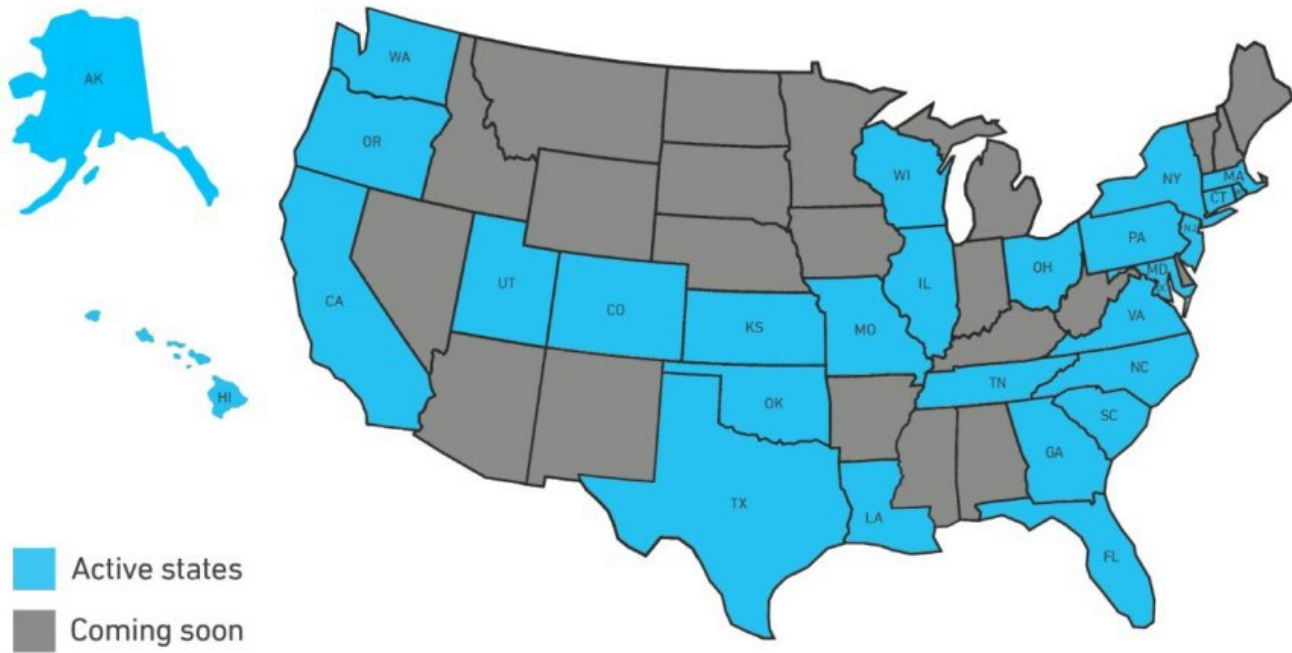 AK
WA
OR
CA
HI
UT
CO
KS
OK
TX
MO
LA
WI
IL
OH
TN
GA
FL
SC
NC
VA
MD
PA
NJ
NY
CT
MA
Active states
Coming soon